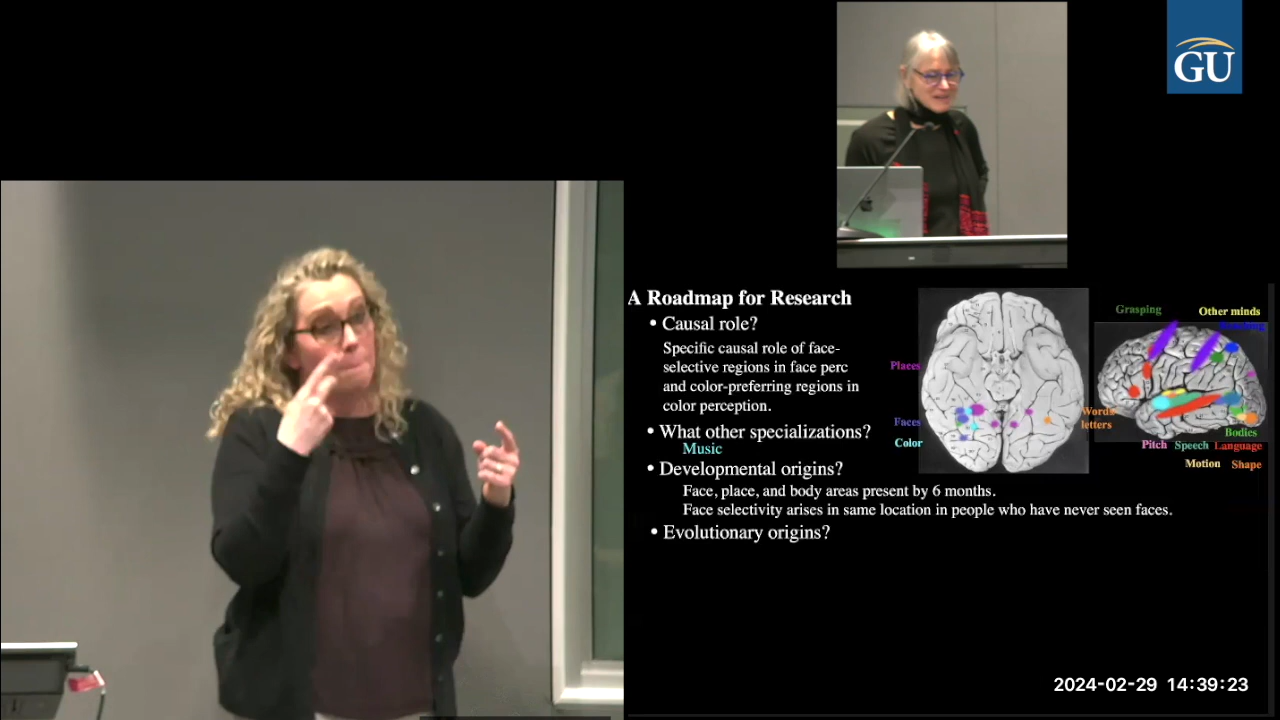 GU
A Roadmap for Research
• Causal role?
Specific causal role of face-
selective regions in face perc
and color-preferring regions in
color perception.
• What other specializations?
Music
• Developmental origins?
Face, place, and body areas present by 6 months.
Face selectivity arises in same location in people who have never seen faces.
• Evolutionary origins?
Places
Faces
Color
Words
letters
Grasping
Other minds
Bodies
Pitch Speech Language
Motion Shape
2024-02-29 14:39:23